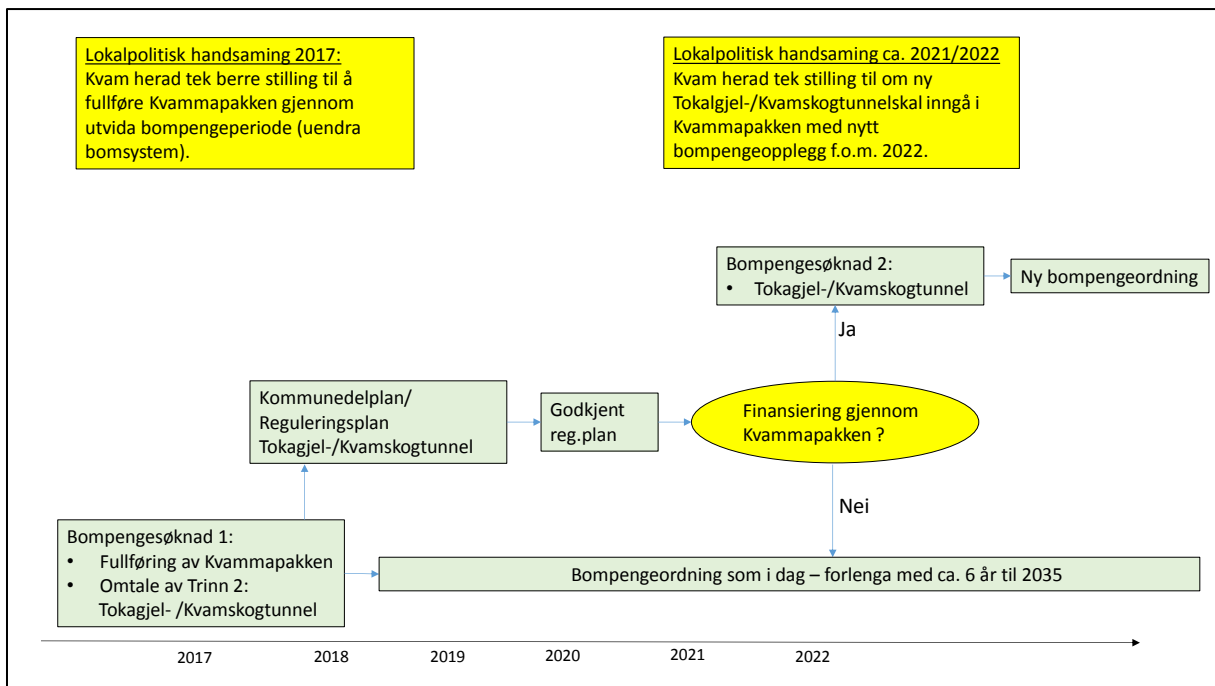 Lokalpolitisk handsaming 2017:
Kvam herad tek berre stilling til å
fullføre Kvammapakken gjennom
utvida bompengeperiode (uendra
bomsystem).
Lokalpolitisk handsaming ca. 2021/2022
Kvam herad tek stilling til om ny
Tokalgjel-/Kvamskogtunnelskal inngå i
Kvammapakken med nytt
bompengeopplegg f.o.m. 2022.
Bompengesøknad 2:
• Tokagjel-/Kvamskogtunnel
Ny bompengeordning
Ja
Kommunedelplan/
Reguleringsplan
Tokagjel-/Kvamskogtunnel
Godkjent
reg.plan
Finansiering gjennom
Kvammapakken ?
Nei
Bompengesøknad 1:
• Fullføring av Kvammapakken
• Omtale av Trinn 2:
Tokagjel- /Kvamskogtunnel
Bompengeordning som i dag – forlenga med ca. 6 år til 2035
2017 2018 2019 2020 2021 2022